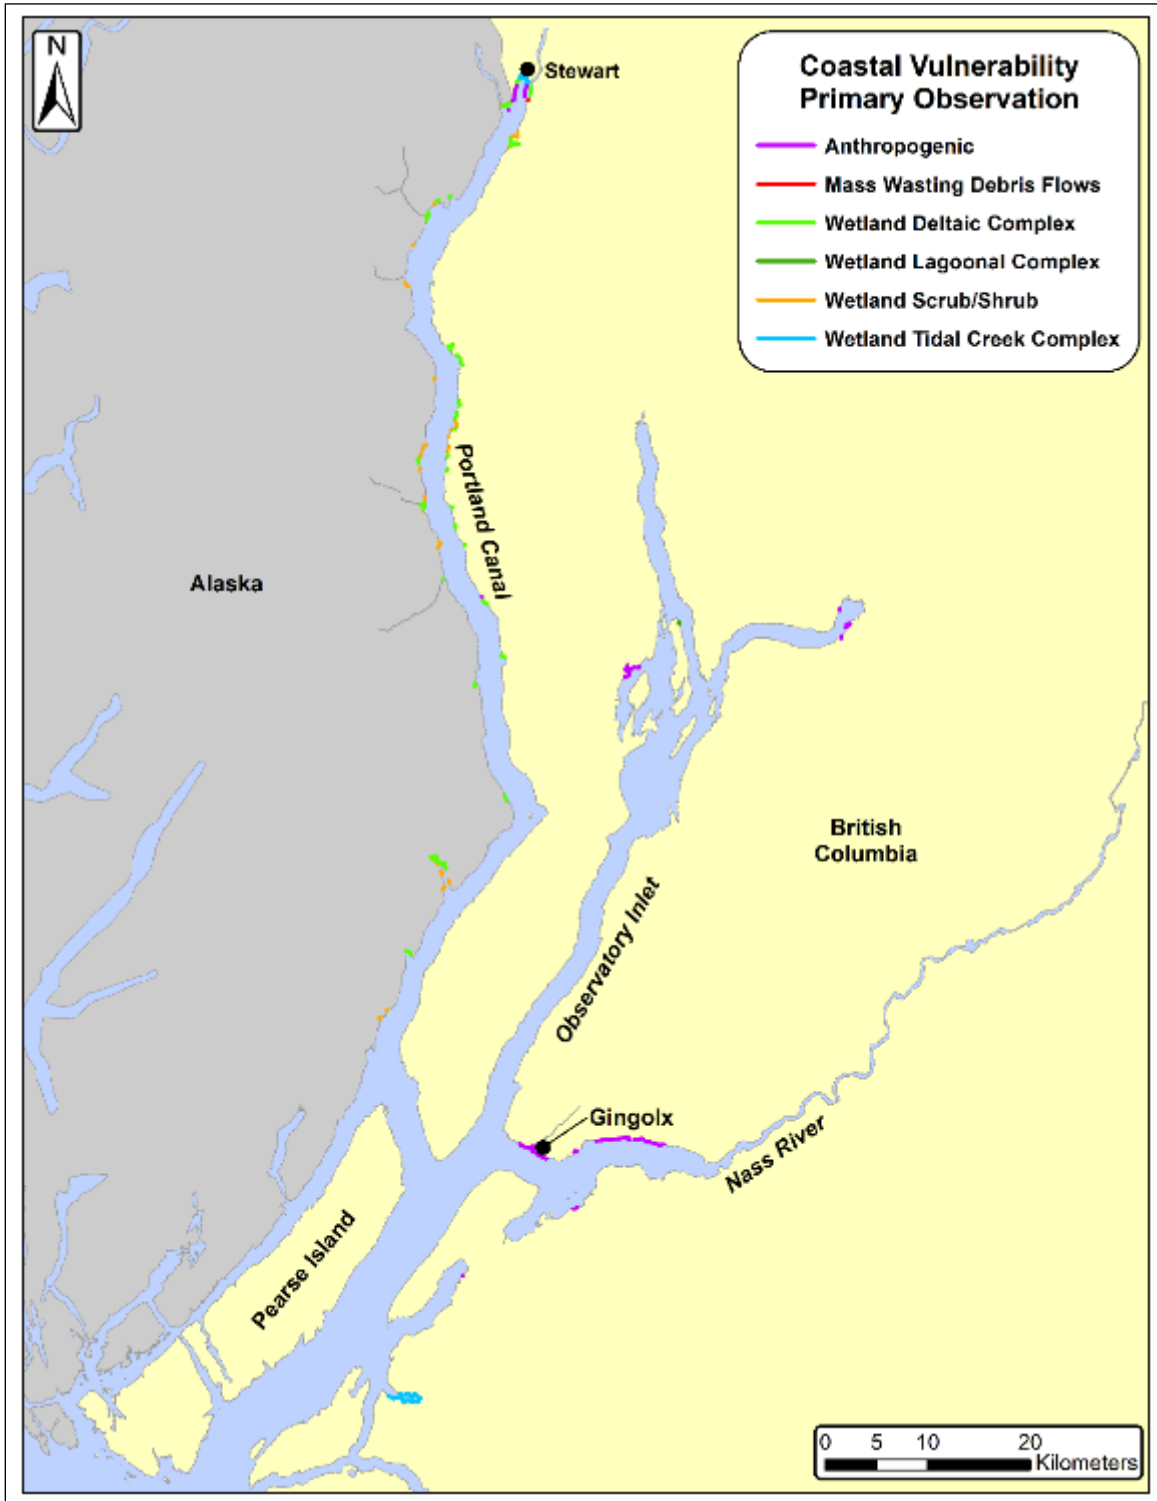 N
Stewart
Coastal Vulnerability
Primary Observation
Anthropogenic
Mass Wasting Debris Flows
Wetland Deltaic Complex
Wetland Lagoonal Complex
Wetland Scrub/Shrub
Wetland Tidal Creek Complex
Portland Canal
Alaska
British
Columbia
Observatory Inlet
Gingolx
Nass River
Pearse Island
0 5 10 20
Kilometers